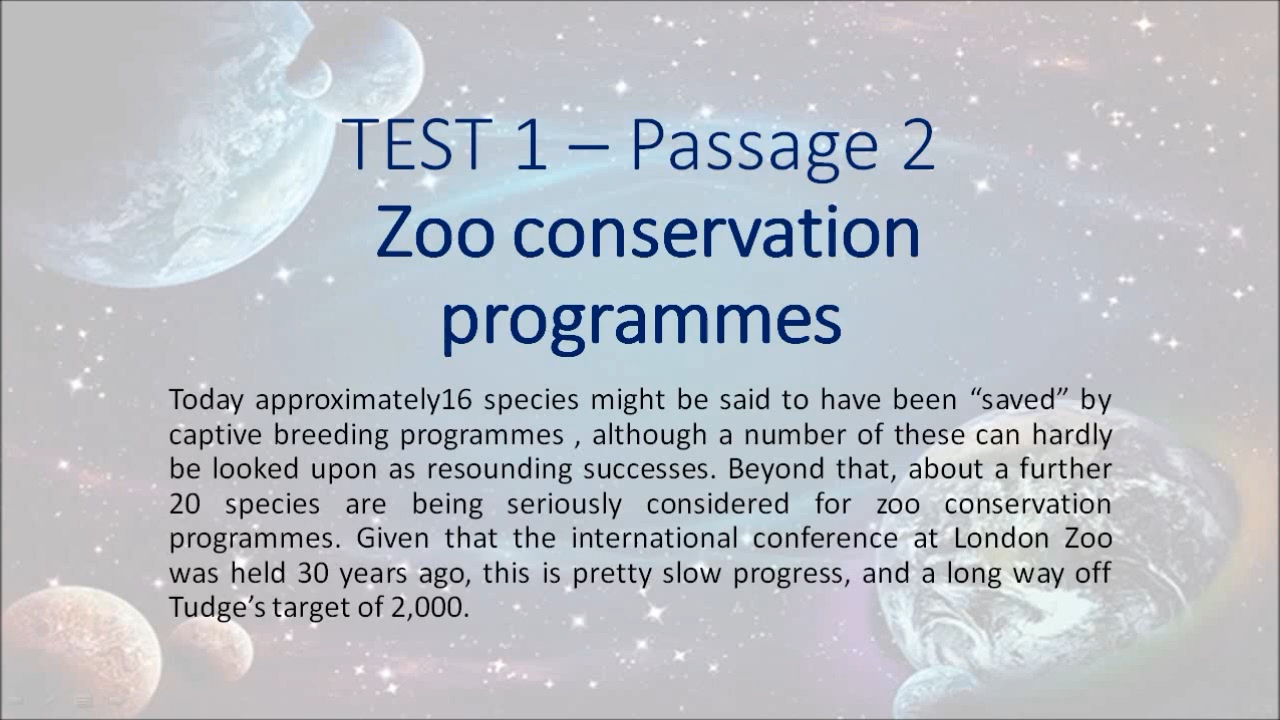 TEST 1 – Passage 2
Zoo conservation
programmes
Today approximately16 species might be said to have been “saved” by
captive breeding programmes , although a number of these can hardly
be looked upon as resounding successes. Beyond that, about a further
20 species are being seriously considered for zoo conservation
programmes. Given that the international conference at London Zoo
was held 30 years ago, this is pretty slow progress, and a long way off
Tudge’s target of 2,000.